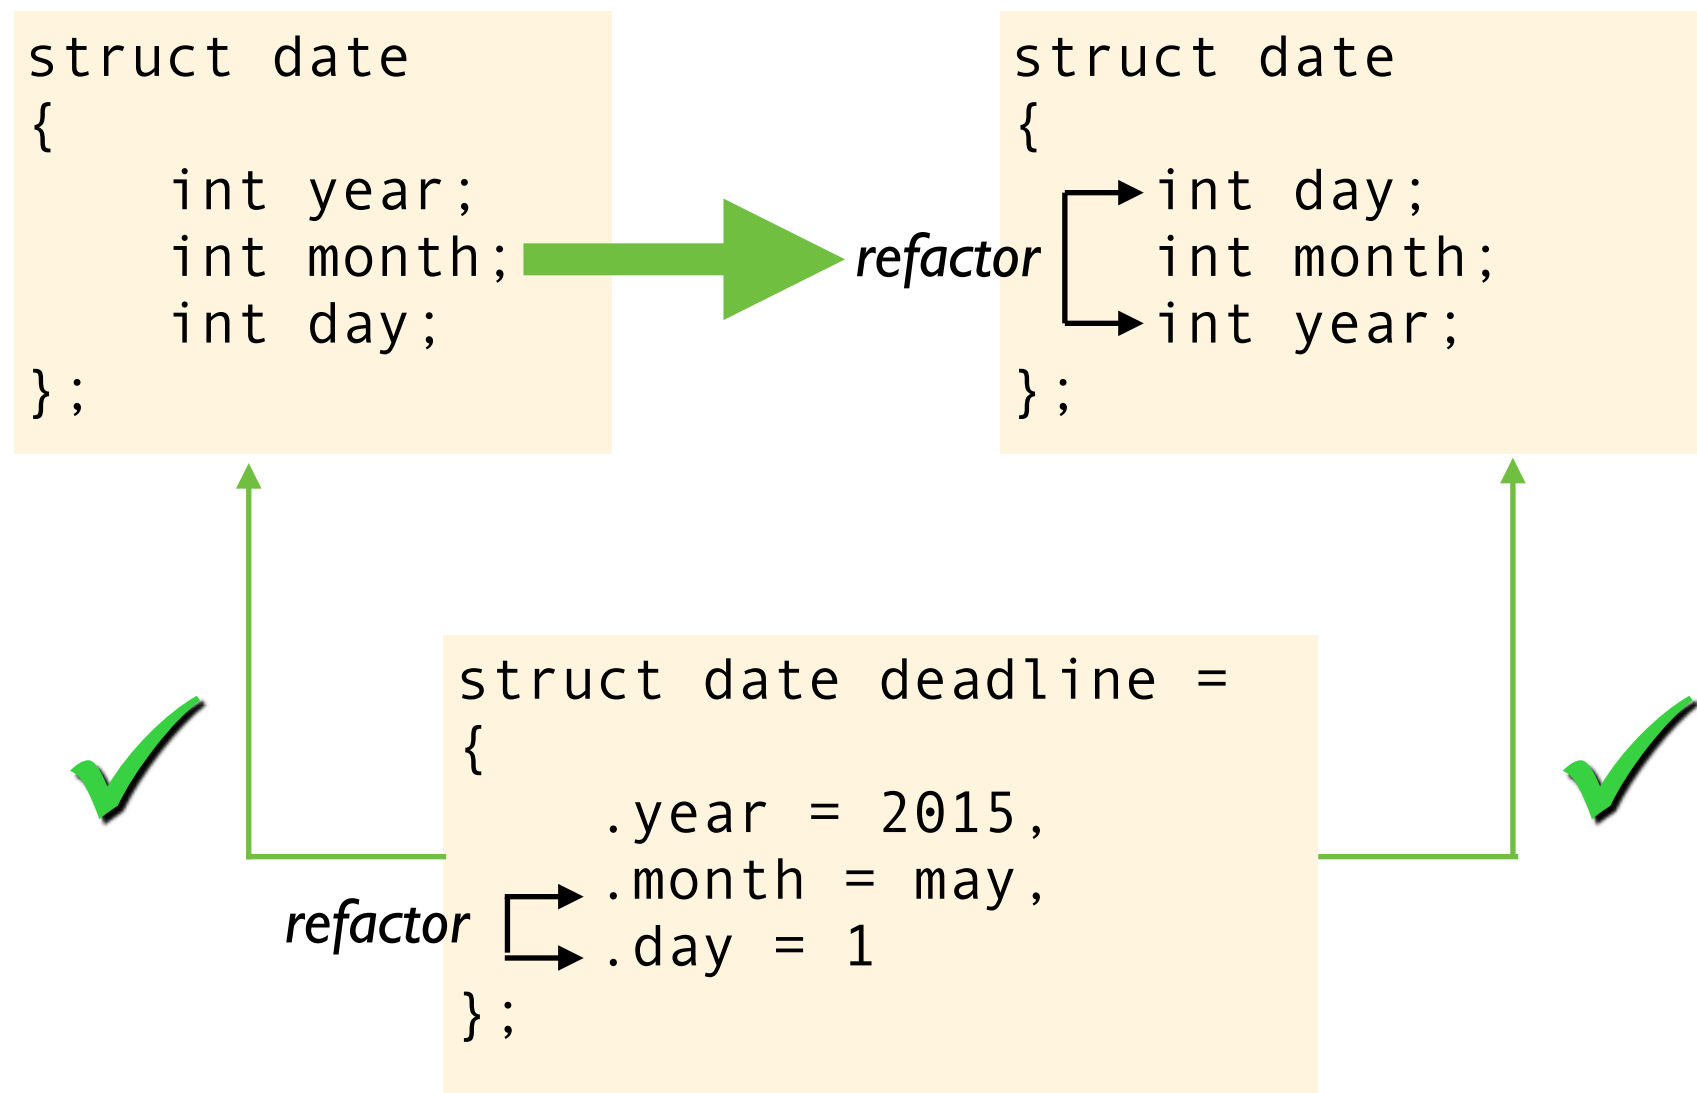 struct date
{
    int year;
    int month;
    int day;
};
refactor
struct date
{
    int day;
    int month;
    int year;
};
struct date deadline =
{
    .year = 2015,
    .month = may,
    .day = 1
};
refactor